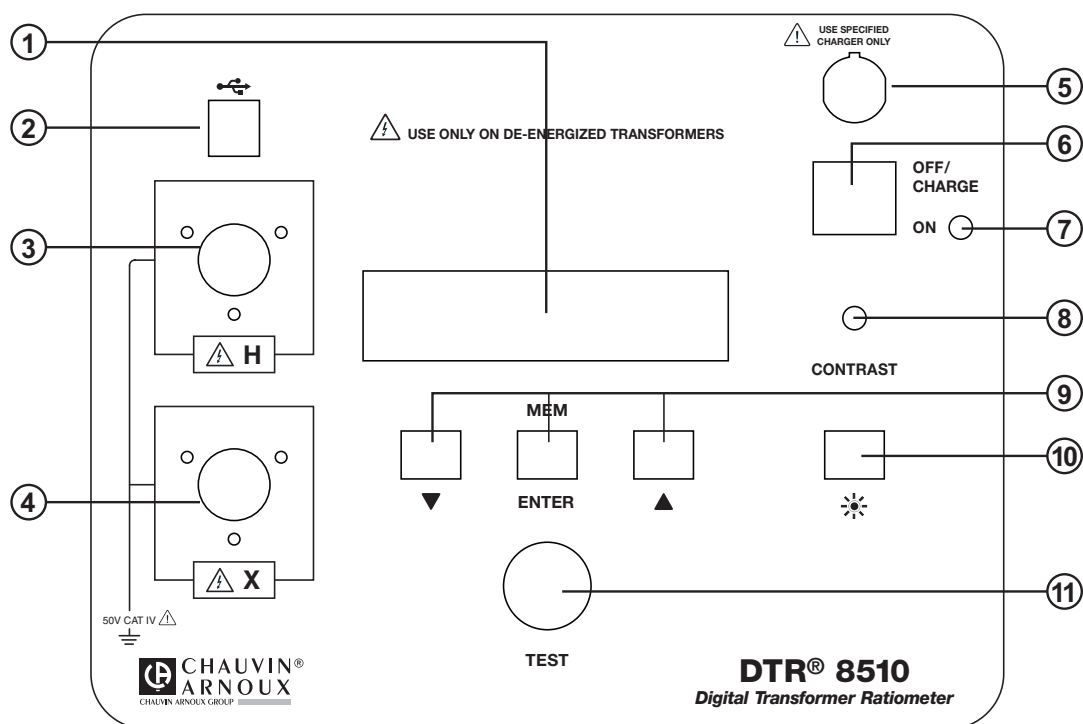 1
USE SPECIFIED
CHARGER ONLY
5
2
USE ONLY ON DE-ENERGIZED TRANSFORMERS
6
OFF/
CHARGE
3
ON
7
H
8
CONTRAST
9
MEM
10
4
ENTER
X
11
50V CAT IV
TEST
CHAUVIN®
ARNOUX
CHAUVIN ARNOUX GROUP
DTR® 8510
Digital Transformer Ratiometer